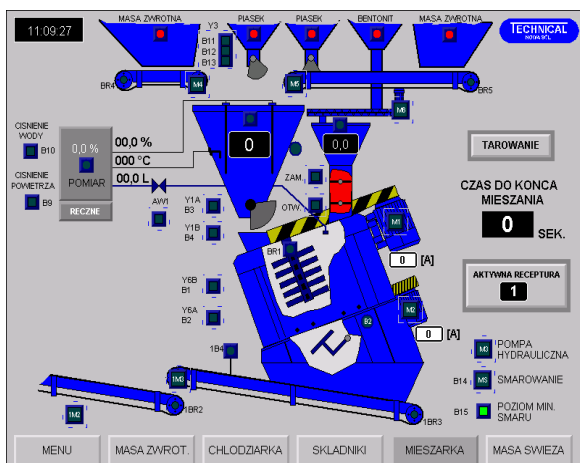 11:09:27
MASA ZWROTNA
Y3
PIASEK
PIASEK
BENTONIT
MASA ZWROTNA
TECHNICAL
NOVA SR'L
B11
B13
B13
BR4
M4
M5
BR5
M6
CISNIENIE
WODY
B10
CISNIENIE
POWIETRZA
B9
0,0 %
POMIAR
RECZNE
00,0 %
000 °C
00,0 L
AW1
0
0,0
ZAM.
OTW.
TAROWANIE
CZAS DO KONCA
MIESZANIA
0 SEK.
Y1A
B3
Y1B
B4
BR1
M1
0 [A]
AKTYWNA RECEPTURA
1
Y6B
B1
Y6A
B2
M2
B2
0 [A]
1B4
1M3
1M2
1BR2
1BR3
M3
POMPA
HYDRAULICZNA
B14
MS
SMAROWANIE
B15
POZIOM MIN.
SMARU
MENU
MASA ZWROT.
CHLODZIARKA
SKLADNIKI
MIESZARKA
MASA SWIEZA